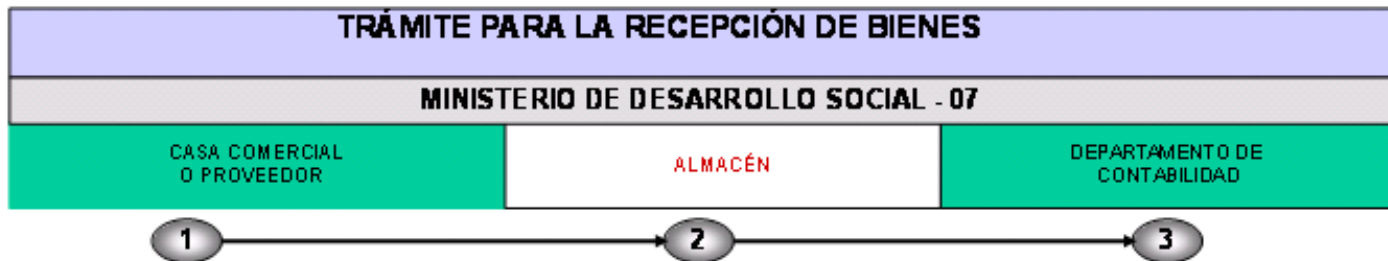 TRÁMITE PARA LA RECEPCIÓN DE BIENES
MINISTERIO DE DESARROLLO SOCIAL - 07
CASA COMERCIAL
O PROVEEDOR
ALMACÉN
DEPARTAMENTO DE
CONTABILIDAD
1
2
3